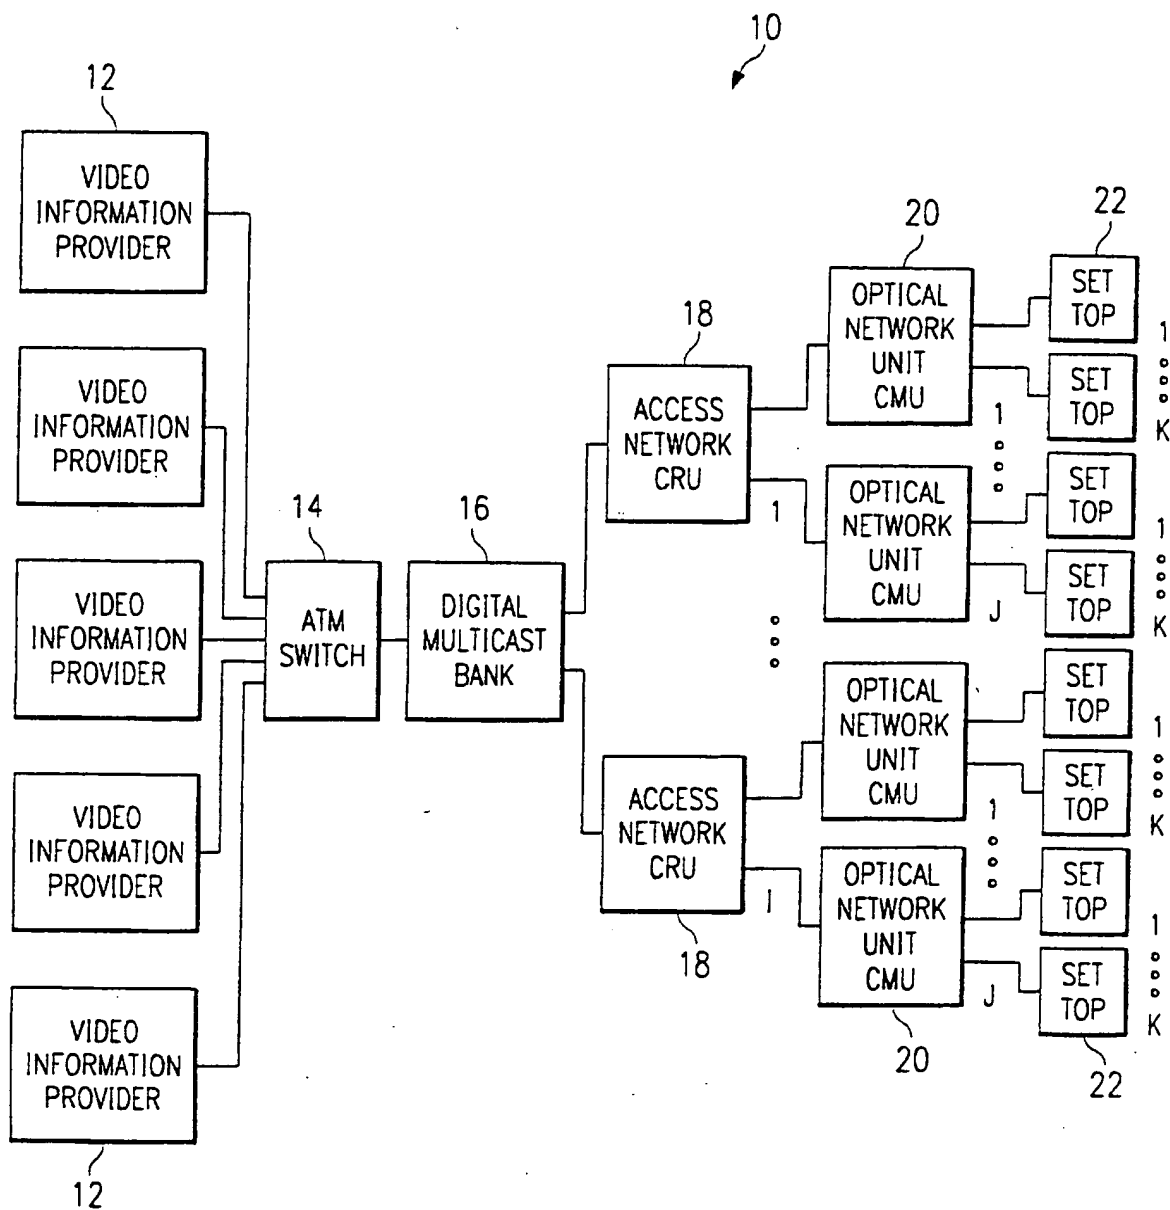 10
12
VIDEO
INFORMATION
PROVIDER
VIDEO
INFORMATION
PROVIDER
VIDEO
INFORMATION
PROVIDER
VIDEO
INFORMATION
PROVIDER
VIDEO
INFORMATION
PROVIDER
12
14
ATM
SWITCH
16
DIGITAL
MULTICAST
BANK
18
ACCESS
NETWORK
CRU
1
ACCESS
NETWORK
CRU
I
18
20
OPTICAL
NETWORK
UNIT
CMU
1
OPTICAL
NETWORK
UNIT
CMU
J
OPTICAL
NETWORK
UNIT
CMU
1
OPTICAL
NETWORK
UNIT
CMU
J
20
22
SET
TOP
1
SET
TOP
K
SET
TOP
1
SET
TOP
K
SET
TOP
1
SET
TOP
K
SET
TOP
1
SET
TOP
K
22